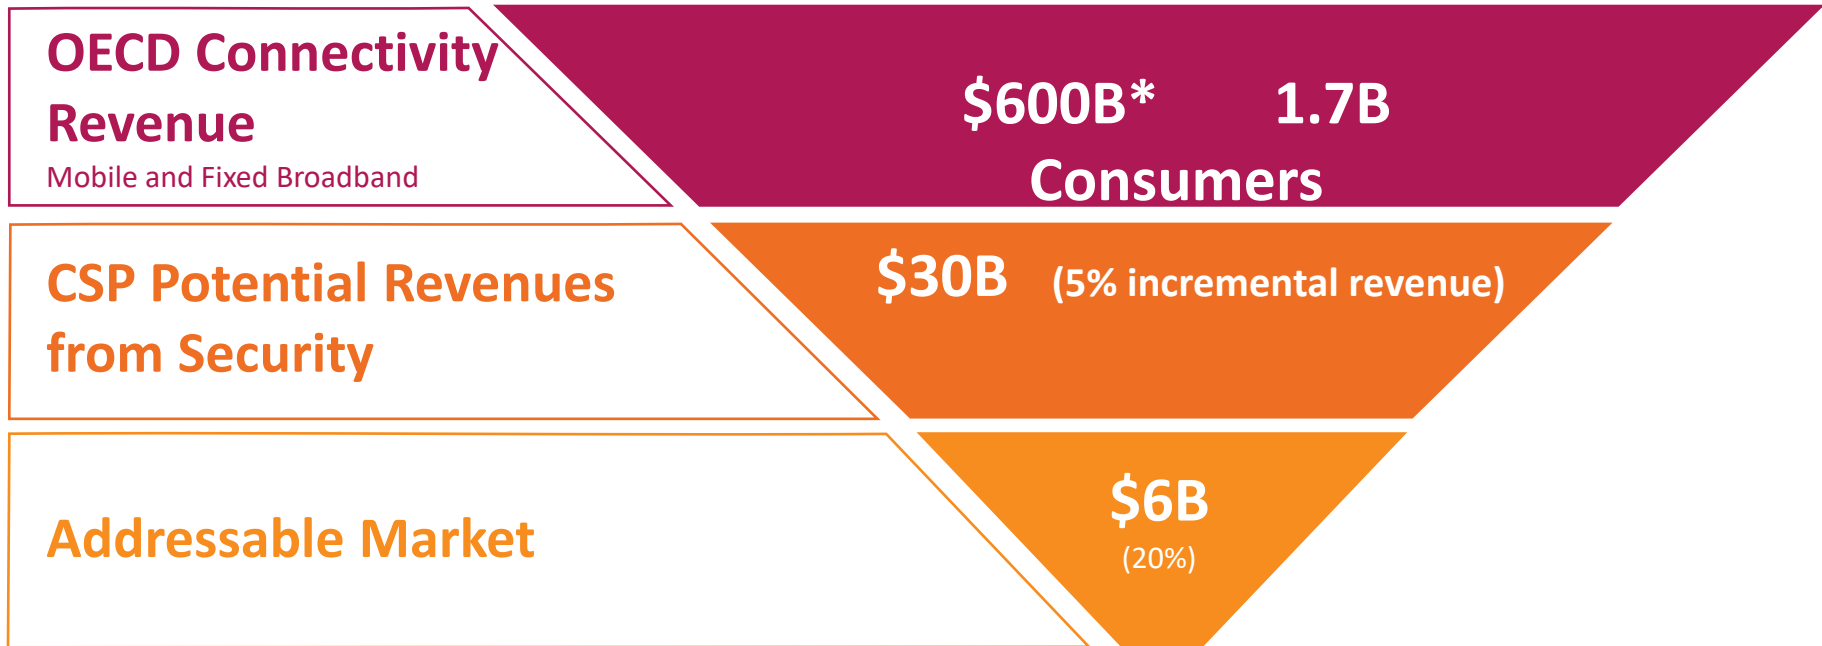 OECD Connectivity
Revenue
Mobile and Fixed Broadband
$600B* 1.7B
Consumers
CSP Potential Revenues
from Security
$30B (5% incremental revenue)
Addressable Market
$6B
(20%)